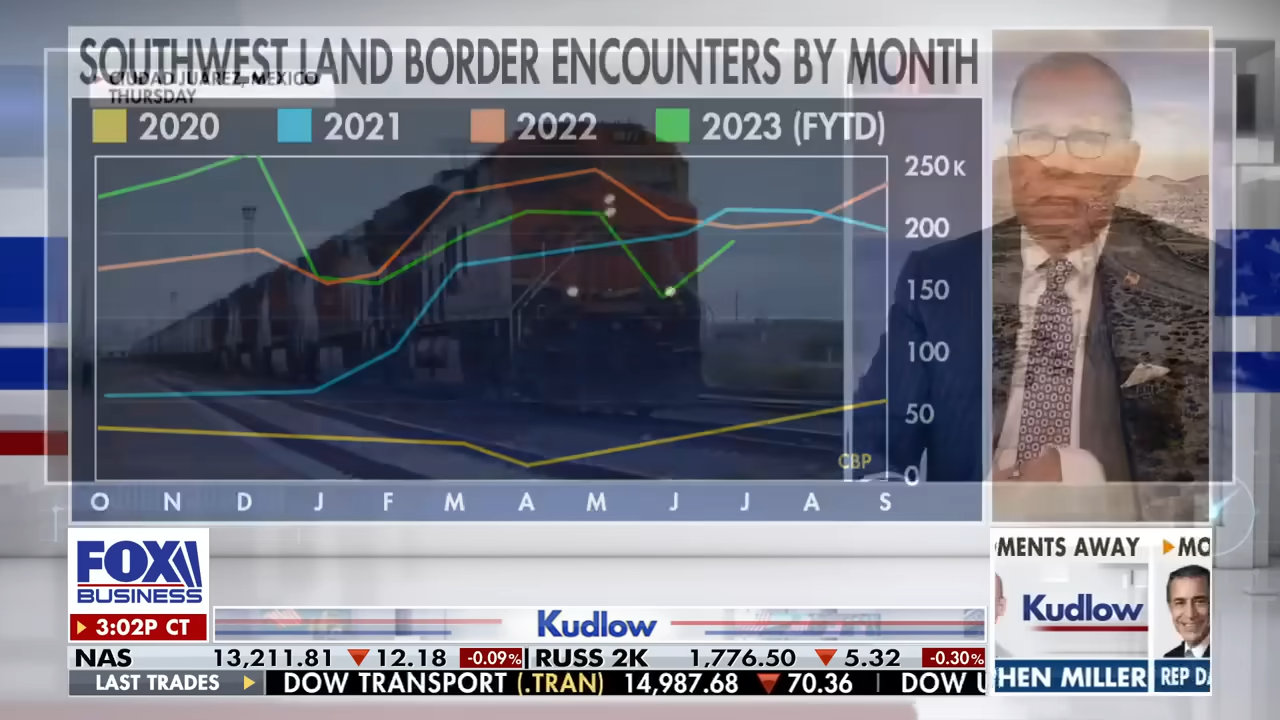 SOUTHWEST LAND BORDER ENCOUNTERS BY MONTH
CIUDAD JUAREZ, MEXICO
THURSDAY
2020 2021 2022 2023 (FYTD)
250K
200
150
100
50
0
CBP
O N D J F M A M J J A S
FOX
BUSINESS
3:02P CT
Kudlow
MENTS AWAY MO
Kudlow
HEN MILLER REP DA
NAS 13,211.81 12.18 -0.09% RUSS 2K 1,776.50 5.32 -0.30%
LAST TRADES DOW TRANSPORT (.TRAN) 14,987.68 70.36 DOW U